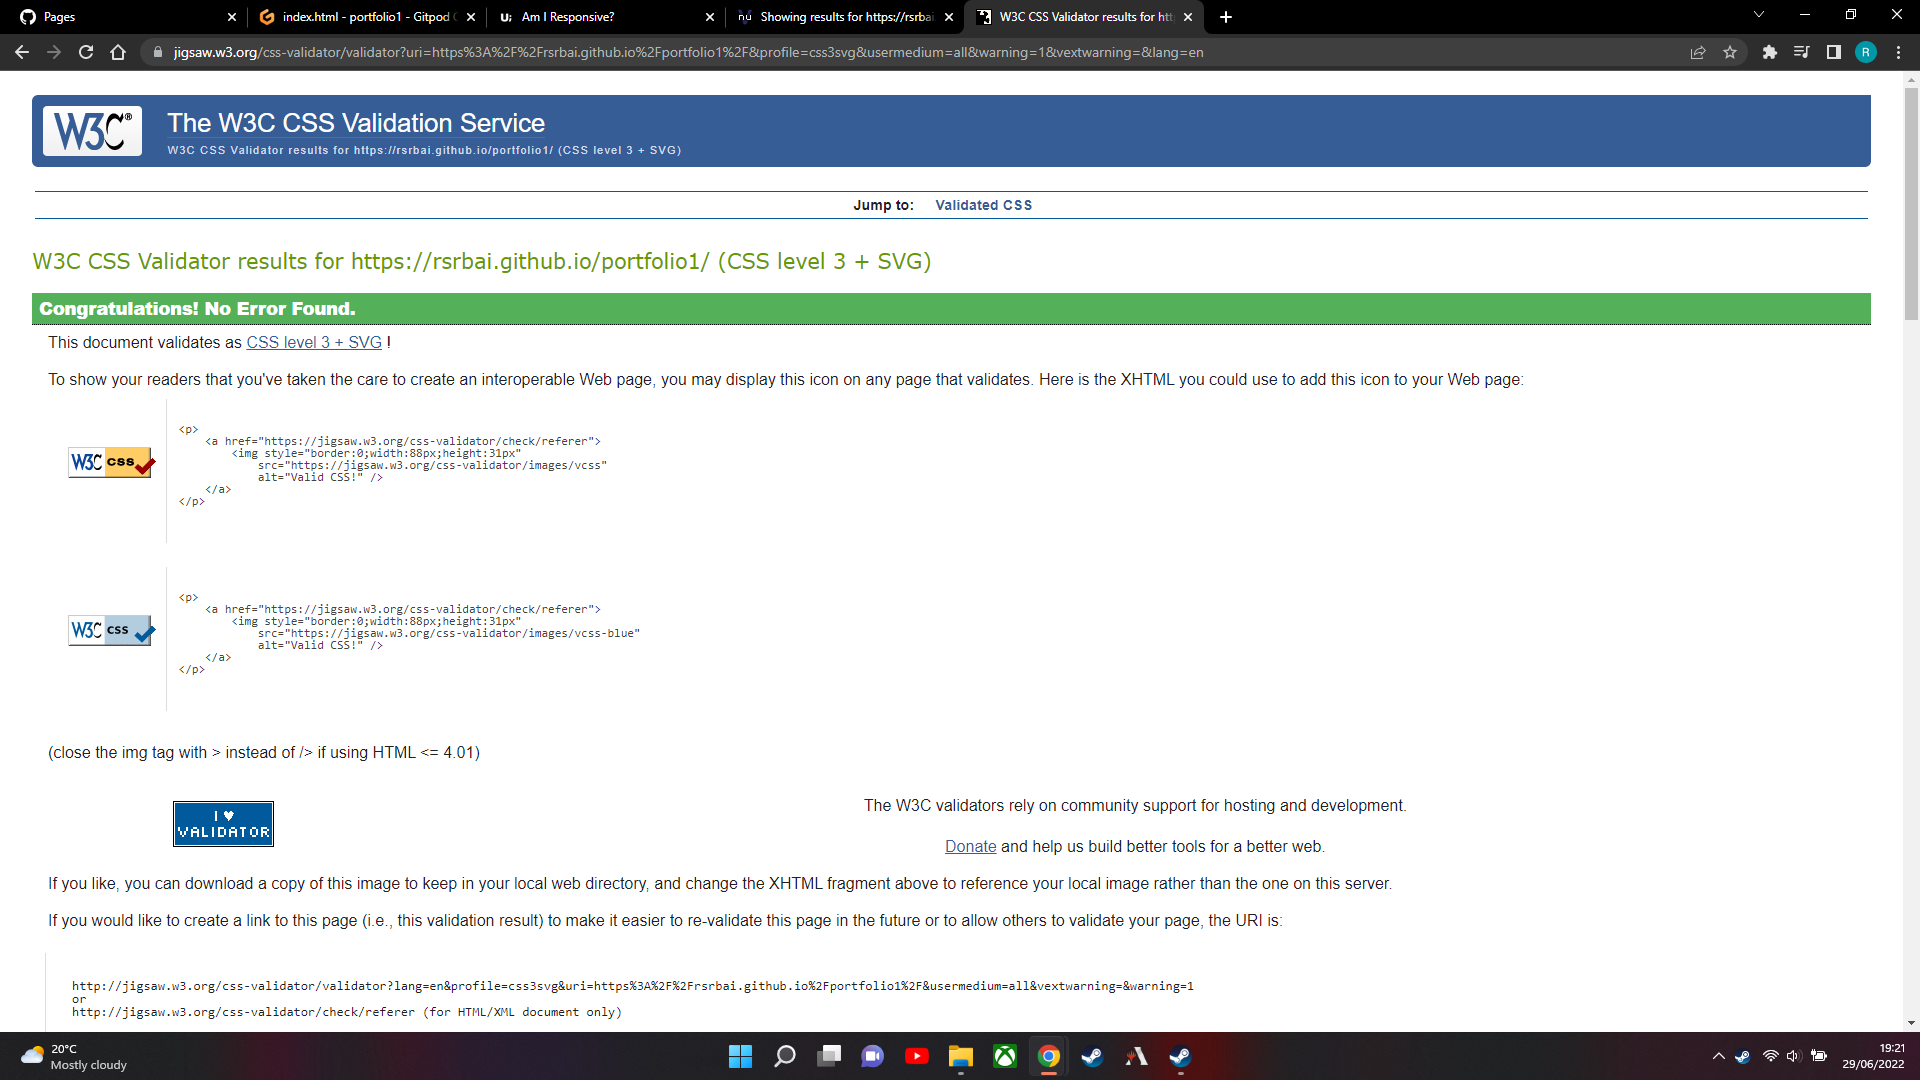 Pages
index.html - portfolio1 - Gitpod
Am I Responsive?
Showing results for https://rsrbai
W3C CSS Validator results for htt
jigsaw.w3.org/css-validator/validator?uri=https%3A%2F%2Frsrbai.github.io%2Fportfolio1%2F&profile=css3svg&usermedium=all&warning=1&vextwarning=&lang=en
R
W3C®
The W3C CSS Validation Service
W3C CSS Validator results for https://rsrbai.github.io/portfolio1/ (CSS level 3 + SVG)
Jump to: Validated CSS
W3C CSS Validator results for https://rsrbai.github.io/portfolio1/ (CSS level 3 + SVG)
Congratulations! No Error Found.
This document validates as CSS level 3 + SVG !
To show your readers that you've taken the care to create an interoperable Web page, you may display this icon on any page that validates. Here is the XHTML you could use to add this icon to your Web page:
W3C CSS
<p>
<a href="https://jigsaw.w3.org/css-validator/check/referer">
<img style="border:0;width:88px;height:31px"
src="https://jigsaw.w3.org/css-validator/images/vcss"
alt="Valid CSS!" />
</a>
</p>
W3C CSS
<p>
<a href="https://jigsaw.w3.org/css-validator/check/referer">
<img style="border:0;width:88px;height:31px"
src="https://jigsaw.w3.org/css-validator/images/vcss-blue"
alt="Valid CSS!" />
</a>
</p>
(close the img tag with > instead of /> if using HTML <= 4.01)
I ♥
VALIDATOR
The W3C validators rely on community support for hosting and development.
Donate and help us build better tools for a better web.
If you like, you can download a copy of this image to keep in your local web directory, and change the XHTML fragment above to reference your local image rather than the one on this server.
If you would like to create a link to this page (i.e., this validation result) to make it easier to re-validate this page in the future or to allow others to validate your page, the URI is:
http://jigsaw.w3.org/css-validator/validator?lang=en&profile=css3svg&uri=https%3A%2F%2Frsrbai.github.io%2Fportfolio1%2F&usermedium=all&vextwarning=&warning=1
or
http://jigsaw.w3.org/css-validator/check/referer (for HTML/XML document only)
20°C
Mostly cloudy
19:21
29/06/2022